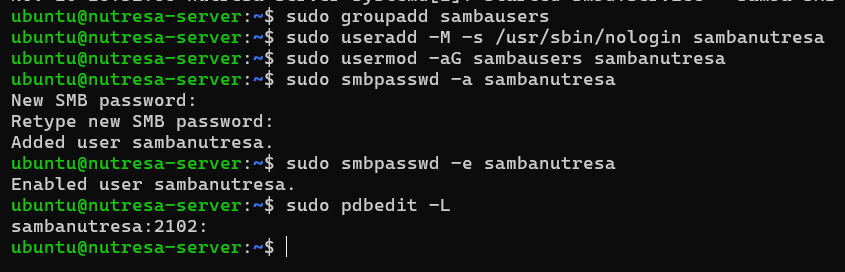 ubuntu@nutresa-server:~$ sudo groupadd sambausers
ubuntu@nutresa-server:~$ sudo useradd -M -s /usr/sbin/nologin sambanutresa
ubuntu@nutresa-server:~$ sudo usermod -aG sambausers sambanutresa
ubuntu@nutresa-server:~$ sudo smbpasswd -a sambanutresa
New SMB password:
Retype new SMB password:
Added user sambanutresa.
ubuntu@nutresa-server:~$ sudo smbpasswd -e sambanutresa
Enabled user sambanutresa.
ubuntu@nutresa-server:~$ sudo pdbedit -L
sambanutresa:2102:
ubuntu@nutresa-server:~$